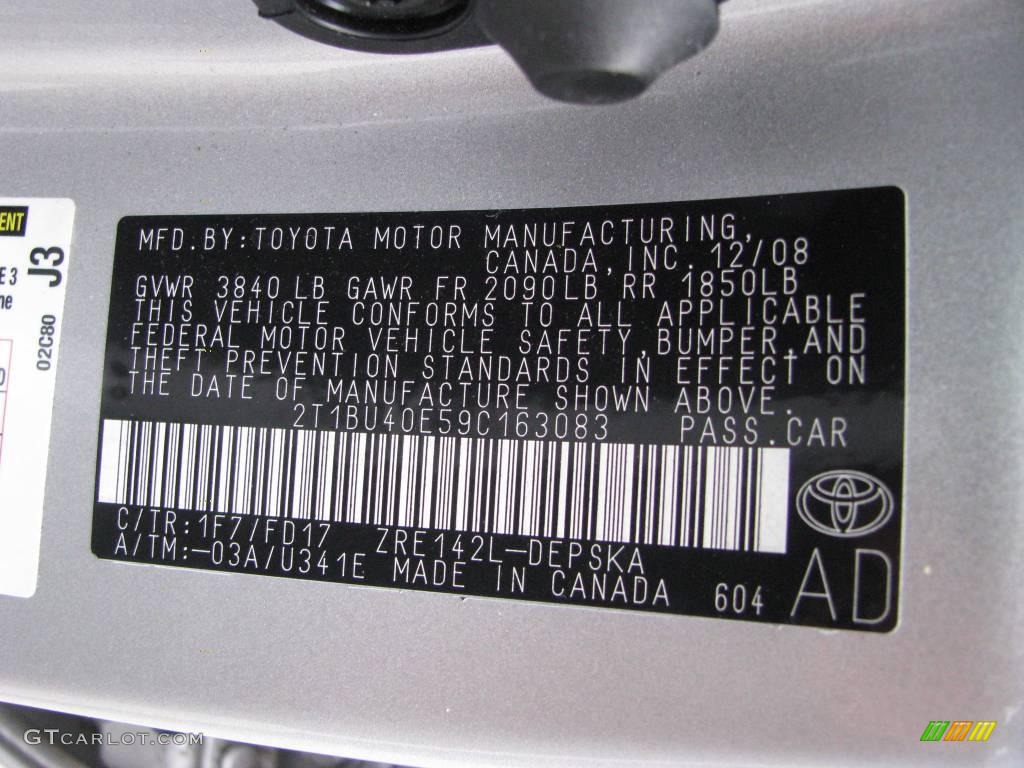 MFD.BY:TOYOTA MOTOR MANUFACTURING,
CANADA,INC. 12/08
GVWR 3840 LB GAWR FR 2090LB RR 1850LB
THIS VEHICLE CONFORMS TO ALL APPLICABLE
FEDERAL MOTOR VEHICLE SAFETY,BUMPER,AND
THEFT PREVENTION STANDARDS IN EFFECT ON
THE DATE OF MANUFACTURE SHOWN ABOVE.
2T1BU40E59C163083 PASS.CAR
C/TR:1F7/FD17 ZRE142L-DEPSKA
A/TM:-03A/U341E MADE IN CANADA 604
AD
J3
02C80
GTCARLOT.COM